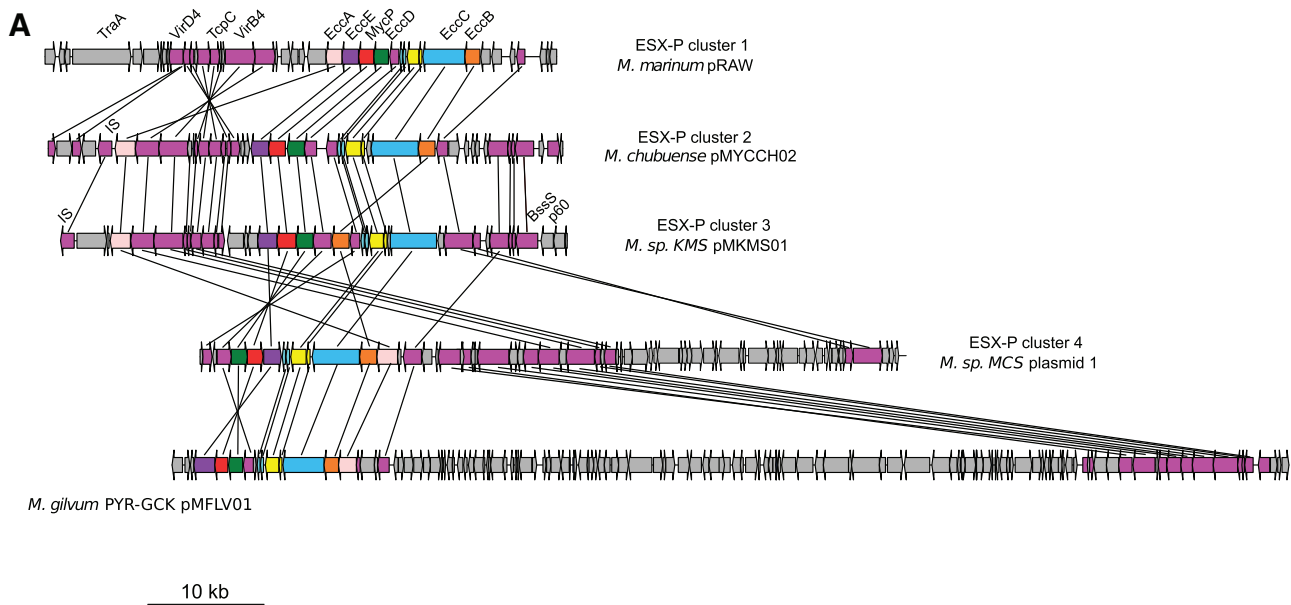 A
TraA VirD4 TcpC VirB4 EccA EccE MycP EccD EccC EccB
ESX-P cluster 1
M. marinum pRAW
IS
ESX-P cluster 2
M. chubuense pMYCCH02
IS BssS p60
ESX-P cluster 3
M. sp. KMS pMKMS01
ESX-P cluster 4
M. sp. MCS plasmid 1
M. gilvum PYR-GCK pMFLV01
10 kb